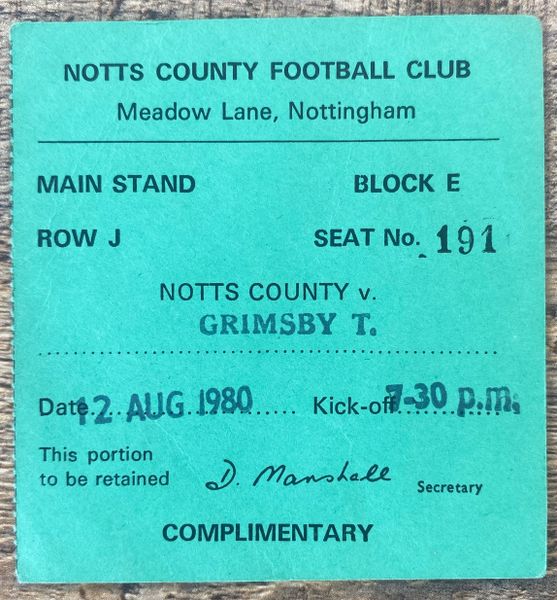 NOTTS COUNTY FOOTBALL CLUB
Meadow Lane, Nottingham
MAIN STAND BLOCK E
ROW J SEAT No. 191
NOTTS COUNTY v.
GRIMSBY T.
Date 12 AUG 1980 Kick-off 7-30 p.m.
This portion
to be retained D. Marshall Secretary
COMPLIMENTARY